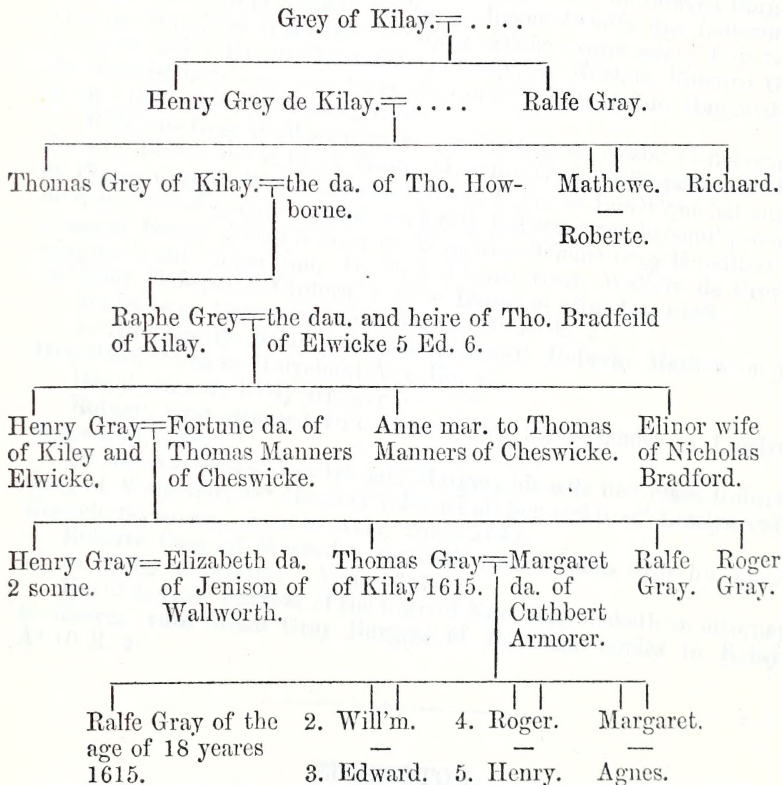 Grey of Kilay.=. . . .
Henry Grey de Kilay.=. . . . Ralfe Gray.
Thomas Grey of Kilay.=the da. of Tho. How- Mathewe. Richard.
borne. —
Roberte.
Raphe Grey=the dau. and heire of Tho. Bradfeild
of Kilay. of Elwicke 5 Ed. 6.
Henry Gray=Fortune da. of Anne mar. to Thomas Elinor wife
of Kiley and Thomas Manners Manners of Cheswicke. of Nicholas
Elwicke. of Cheswicke. Bradford.
Henry Gray=Elizabeth da. Thomas Gray=Margaret Ralfe Roger
2 sonne. of Jenison of of Kilay 1615. da. of Gray. Gray.
Wallworth. Cuthbert
Armorer.
Ralfe Gray of the 2. Will'm. 4. Roger. Margaret.
age of 18 yeares — — —
1615. 3. Edward. 5. Henry. Agnes.